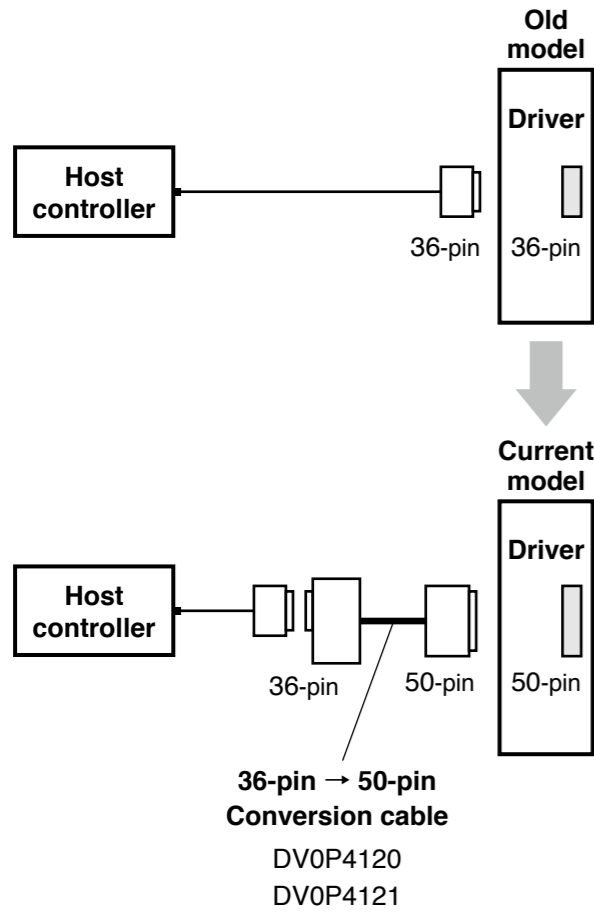 Old
model
Driver
Host
controller
36-pin
36-pin
Current
model
Driver
Host
controller
36-pin
50-pin
50-pin
36-pin → 50-pin
Conversion cable
DV0P4120
DV0P4121